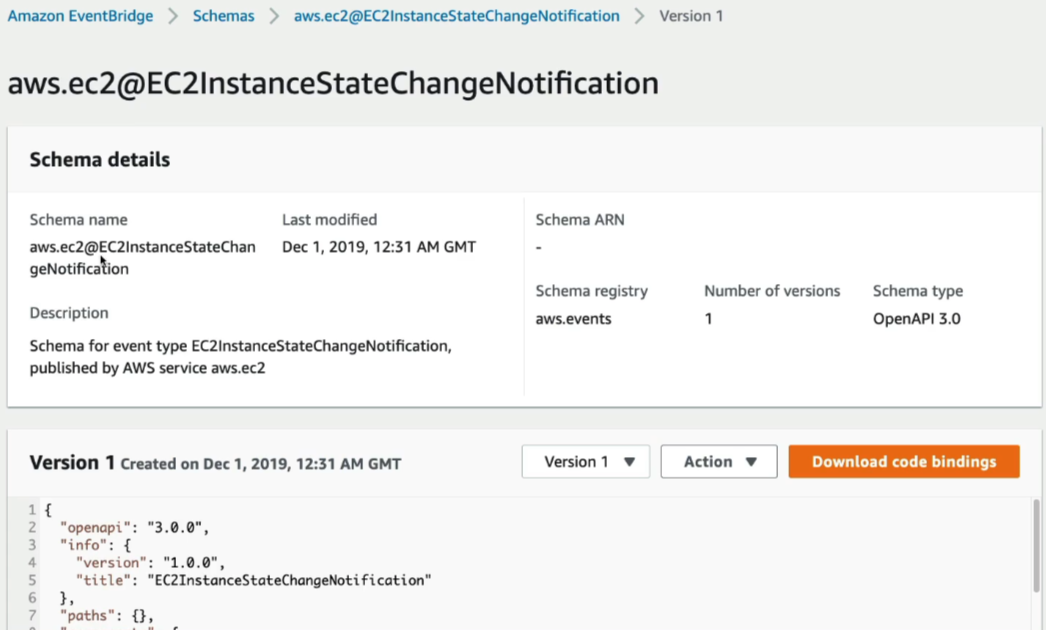 Amazon EventBridge > Schemas > aws.ec2@EC2InstanceStateChangeNotification > Version 1
aws.ec2@EC2InstanceStateChangeNotification
Schema details
Schema name
aws.ec2@EC2InstanceStateChan
geNotification
Last modified
Dec 1, 2019, 12:31 AM GMT
Description
Schema for event type EC2InstanceStateChangeNotification,
published by AWS service aws.ec2
Schema ARN
-
Schema registry
aws.events
Number of versions
1
Schema type
OpenAPI 3.0
Version 1 Created on Dec 1, 2019, 12:31 AM GMT
Version 1 ▼
Action ▼
Download code bindings
1 {
2 "openapi": "3.0.0",
3 "info": {
4 "version": "1.0.0",
5 "title": "EC2InstanceStateChangeNotification"
6 },
7 "paths": {},